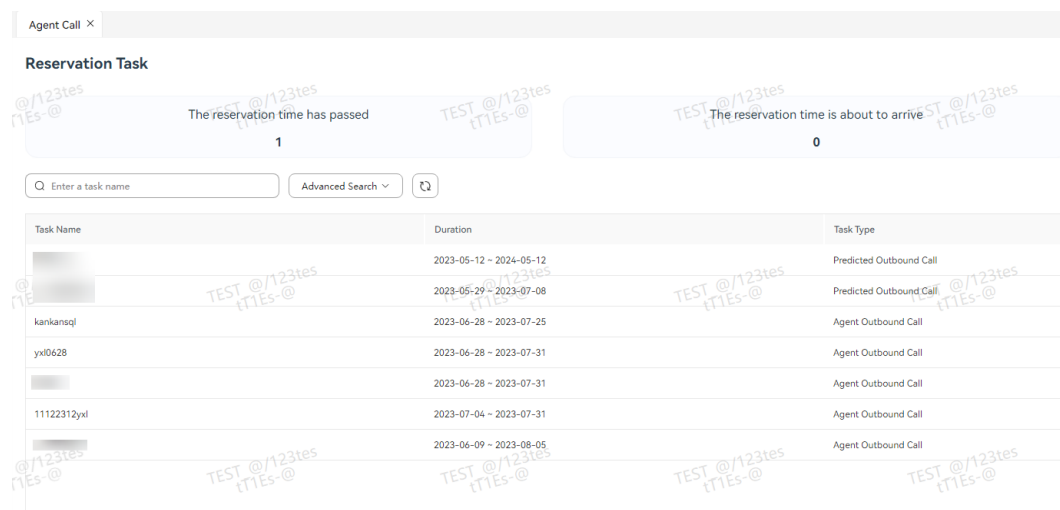 Agent Call ×
Reservation Task
The reservation time has passed
The reservation time is about to arrive
1
0
Enter a task name
Advanced Search
Task Name Duration Task Type
2023-05-12 ~ 2024-05-12 Predicted Outbound Call
2023-05-29 ~ 2023-07-08 Predicted Outbound Call
kankansql 2023-06-28 ~ 2023-07-25 Agent Outbound Call
yxl0628 2023-06-28 ~ 2023-07-31 Agent Outbound Call
2023-06-28 ~ 2023-07-31 Agent Outbound Call
11122312yxl 2023-07-04 ~ 2023-07-31 Agent Outbound Call
2023-06-09 ~ 2023-08-05 Agent Outbound Call
TEST @/123tes
tT1Es-@